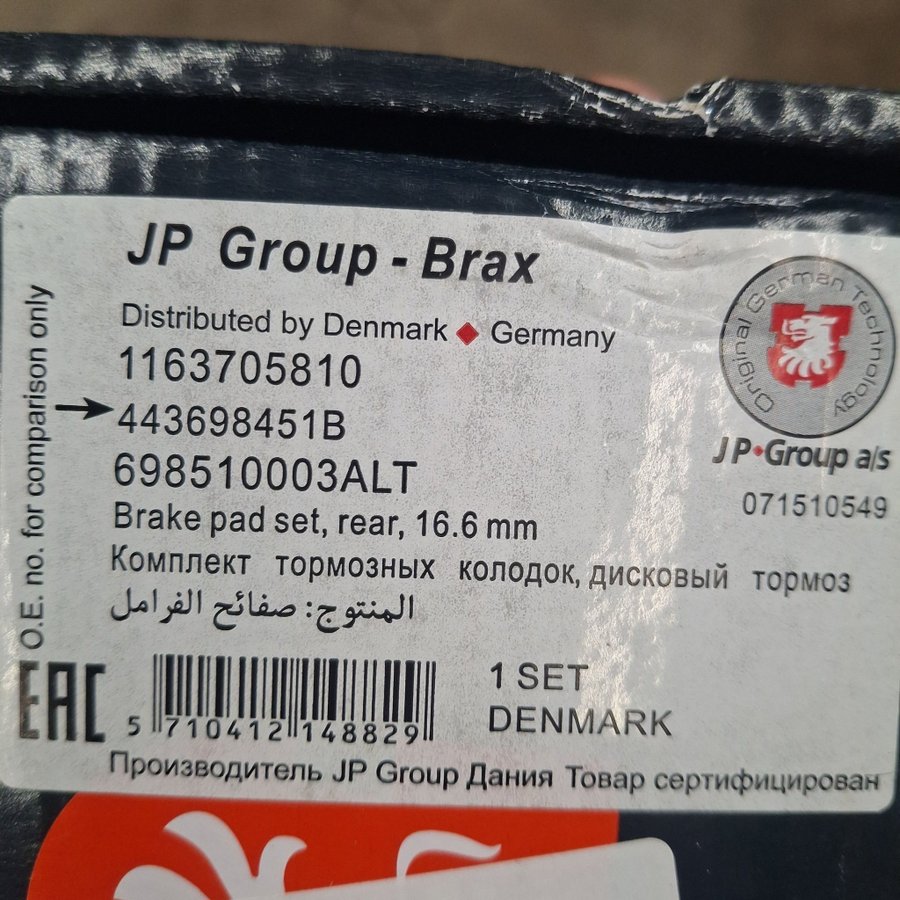 JP Group - Brax
Distributed by Denmark ◆ Germany
1163705810
443698451B
698510003ALT
Brake pad set, rear, 16.6 mm
Комплект тормозных колодок, дисковый тормоз
المنتوج: صفائح الفرامل
O.E. no. for comparison only
Original German Technology
JP•Group a/s
071510549
EAC
5 710412 148829
1 SET
DENMARK
Производитель JP Group Дания Товар сертифицирован